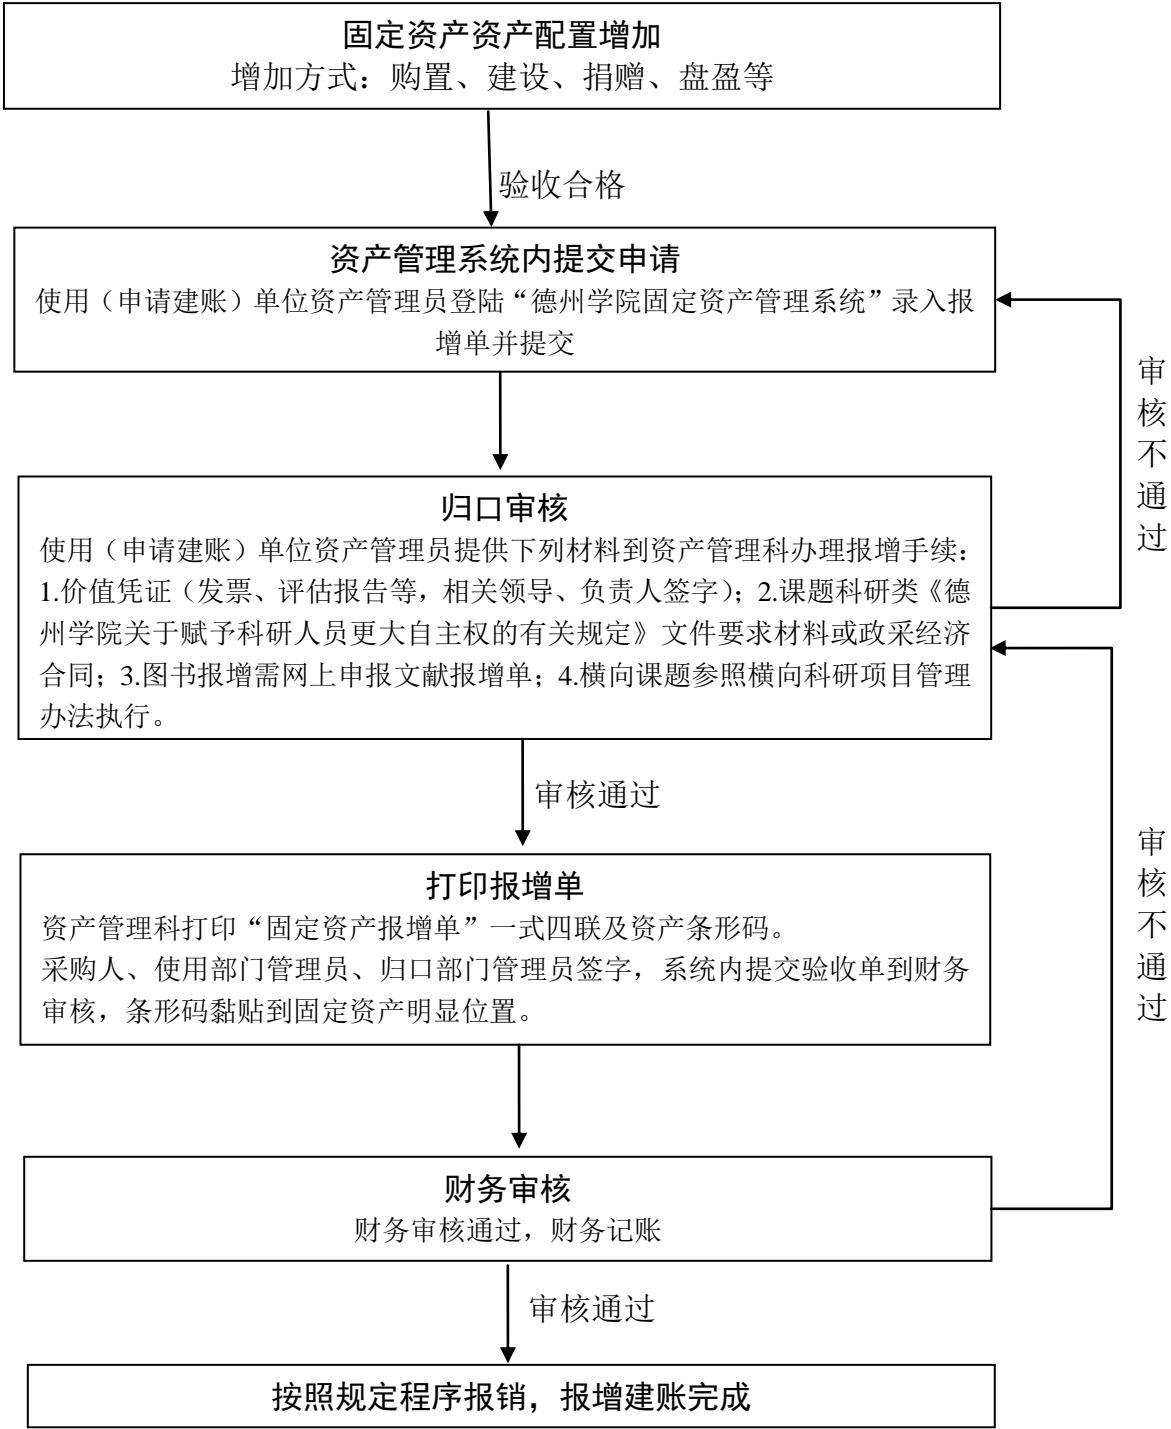 固定资产资产配置增加
增加方式：购置、建设、捐赠、盘盈等
验收合格
资产管理系统内提交申请
使用（申请建账）单位资产管理员登陆“德州学院固定资产管理系统”录入报
增单并提交
审核不通过
归口审核
使用（申请建账）单位资产管理员提供下列材料到资产管理科办理报增手续：
1.价值凭证（发票、评估报告等，相关领导、负责人签字）；2.课题科研类《德
州学院关于赋予科研人员更大自主权的有关规定》文件要求材料或政采经济
合同；3.图书报增需网上申报文献报增单；4.横向课题参照横向科研项目管理
办法执行。
审核通过
审核不通过
打印报增单
资产管理科打印“固定资产报增单”一式四联及资产条形码。
采购人、使用部门管理员、归口部门管理员签字，系统内提交验收单到财务
审核，条形码黏贴到固定资产明显位置。
财务审核
财务审核通过，财务记账
审核通过
按照规定程序报销，报增建账完成